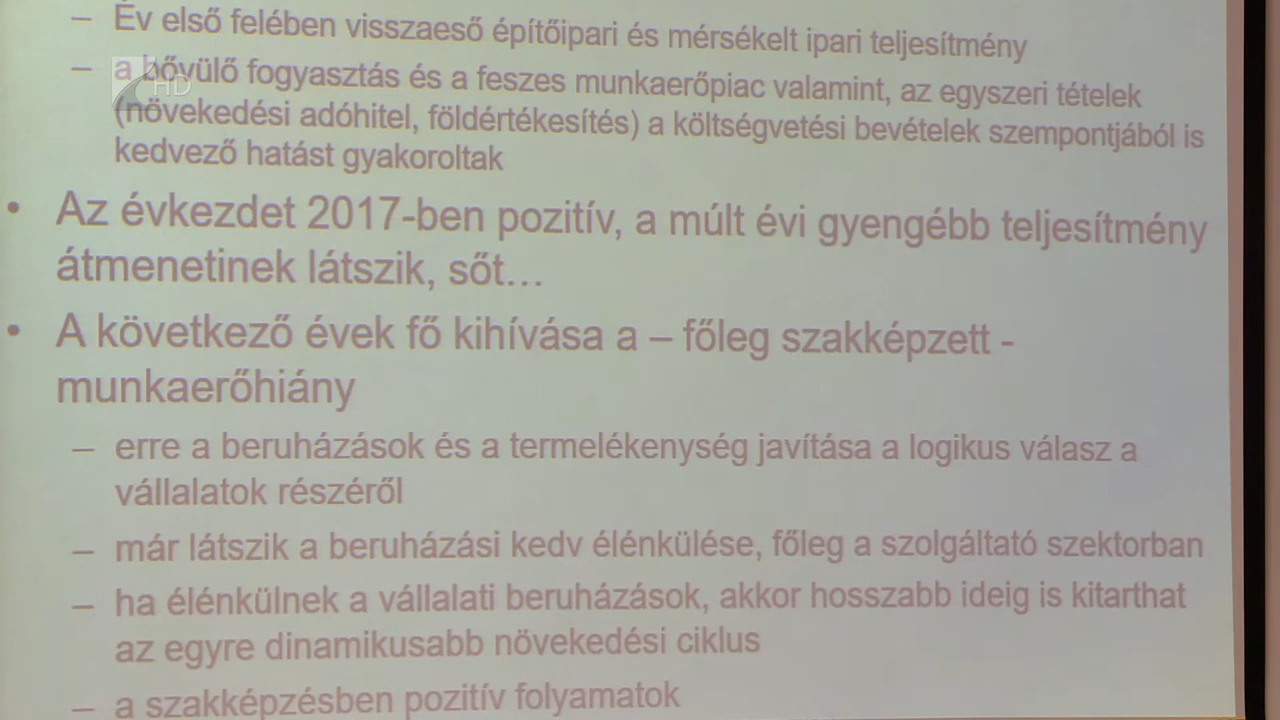 – Év első felében visszaeső építőipari és mérsékelt ipari teljesítmény
– a bővülő fogyasztás és a feszes munkaerőpiac valamint, az egyszeri tételek
(növekedési adóhitel, földértékesítés) a költségvetési bevételek szempontjából is
kedvező hatást gyakoroltak
• Az évkezdet 2017-ben pozitív, a múlt évi gyengébb teljesítmény
átmenetinek látszik, sőt…
• A következő évek fő kihívása a – főleg szakképzett -
munkaerőhiány
– erre a beruházások és a termelékenység javítása a logikus válasz a
vállalatok részéről
– már látszik a beruházási kedv élénkülése, főleg a szolgáltató szektorban
– ha élénkülnek a vállalati beruházások, akkor hosszabb ideig is kitarthat
az egyre dinamikusabb növekedési ciklus
– a szakképzésben pozitív folyamatok
HD